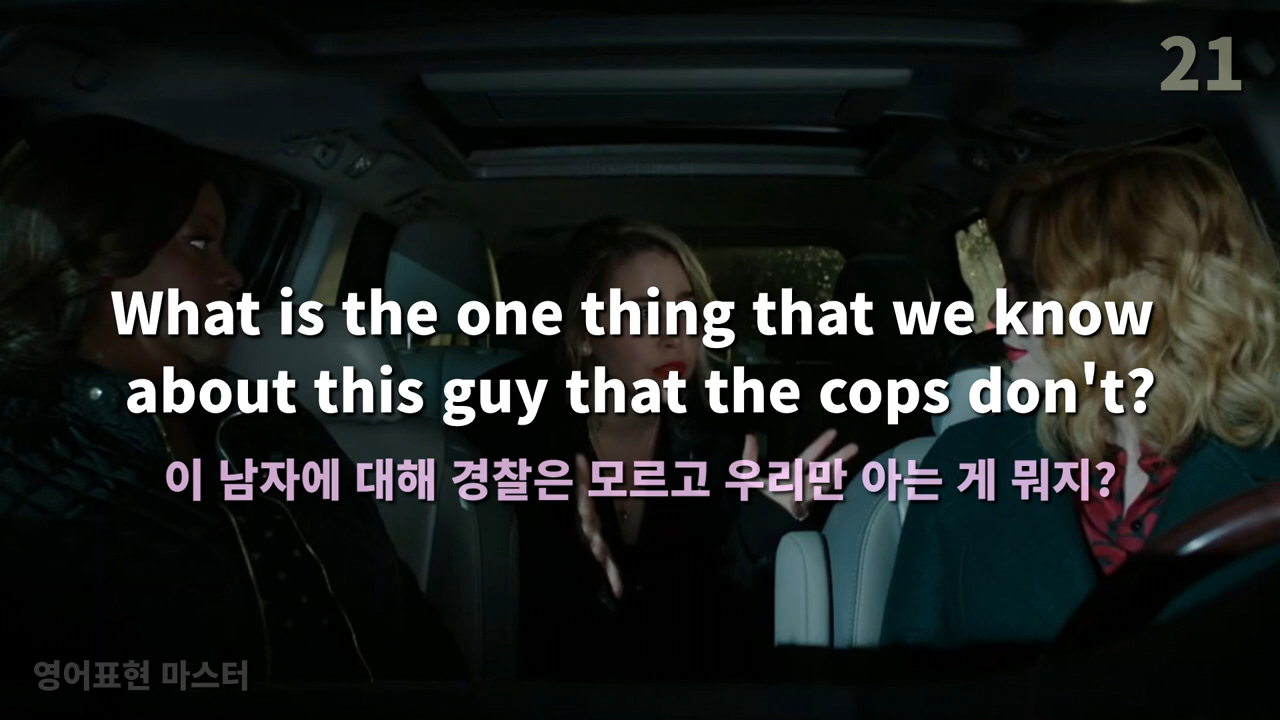 21
What is the one thing that we know
about this guy that the cops don't?
이 남자에 대해 경찰은 모르고 우리만 아는 게 뭐지?
영어표현 마스터